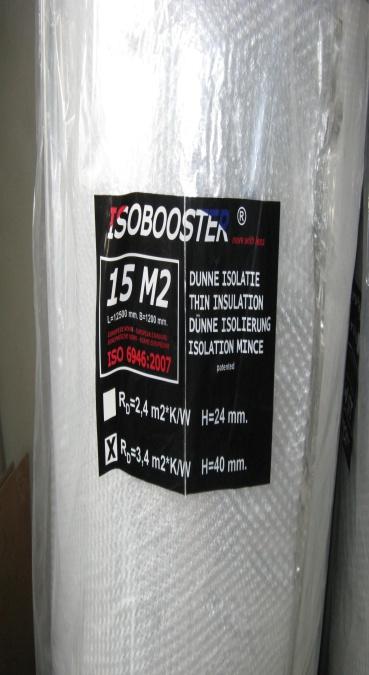 ISOBOOSTER ®
more with less
15 M2
L=12500 mm. B=1200 mm.
ISO 6946:2007
DUNNE ISOLATIE
THIN INSULATION
DÜNNE ISOLIERUNG
ISOLATION MINCE
patented
RD=2,4 m2*K/W H=24 mm.
X RD=3,4 m2*K/W H=40 mm.